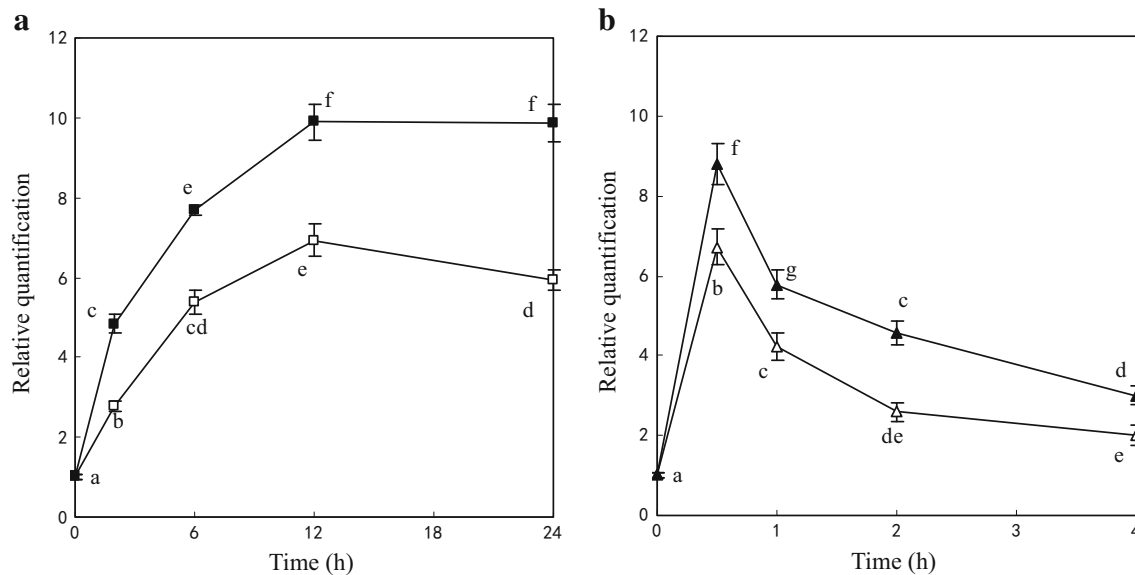 a
Relative quantification
12
10
8
6
4
2
0
0 6 12 18 24
Time (h)
a
b
c
cd
e
e
f
d
f
b
Relative quantification
12
10
8
6
4
2
0
0 1 2 3 4
Time (h)
a
f
b
g
c
c
de
d
e